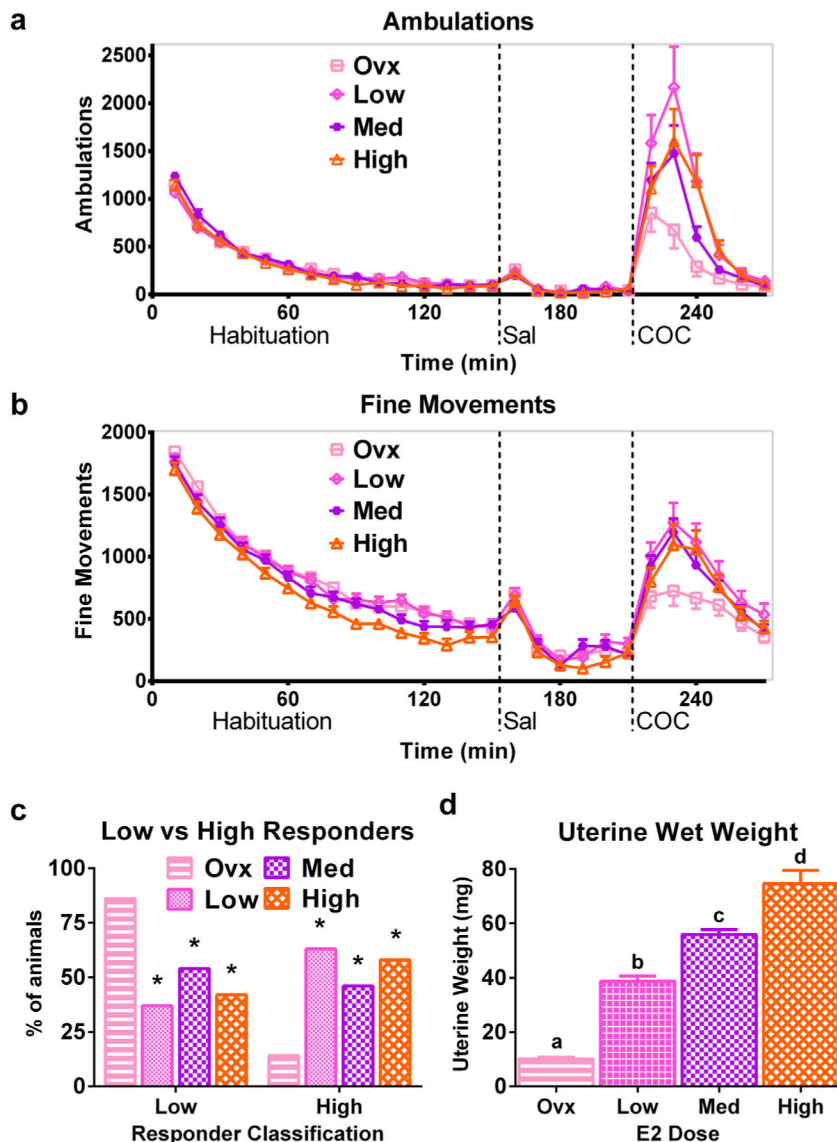 a
Ambulations
2500
2000
1500
1000
500
0
Ambulations
Ovx
Low
Med
High
0 60 120 180 240
Habituation Sal COC
Time (min)
b
Fine Movements
2000
1500
1000
500
0
Fine Movements
Ovx
Low
Med
High
0 60 120 180 240
Habituation Sal COC
Time (min)
c
Low vs High Responders
100
75
50
25
0
% of animals
Ovx Med
Low High
* * * * * *
Low High
Responder Classification
d
Uterine Wet Weight
80
60
40
20
0
Uterine Weight (mg)
a b c d
Ovx Low Med High
E2 Dose